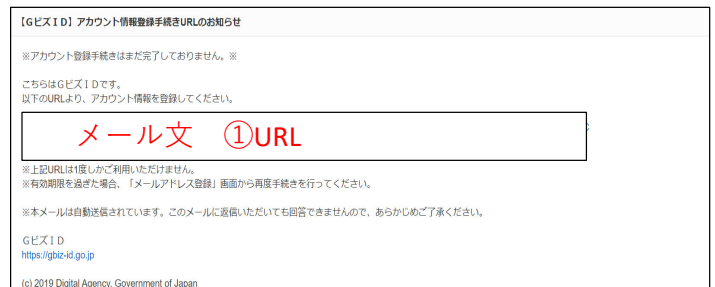 【GビズＩＤ】アカウント情報登録手続きURLのお知らせ
※アカウント登録手続きはまだ完了しておりません。※
こちらはGビズＩＤです。
以下のURLより、アカウント情報を登録してください。
メール文　①URL
※上記URLは1度しかご利用いただけません。
※有効期限を過ぎた場合、「メールアドレス登録」画面から再度手続きを行ってください。
※本メールは自動送信されています。このメールに返信いただいても回答できませんので、あらかじめご了承ください。
GビズＩＤ
https://gbiz-id.go.jp
(c) 2019 Digital Agency, Government of Japan